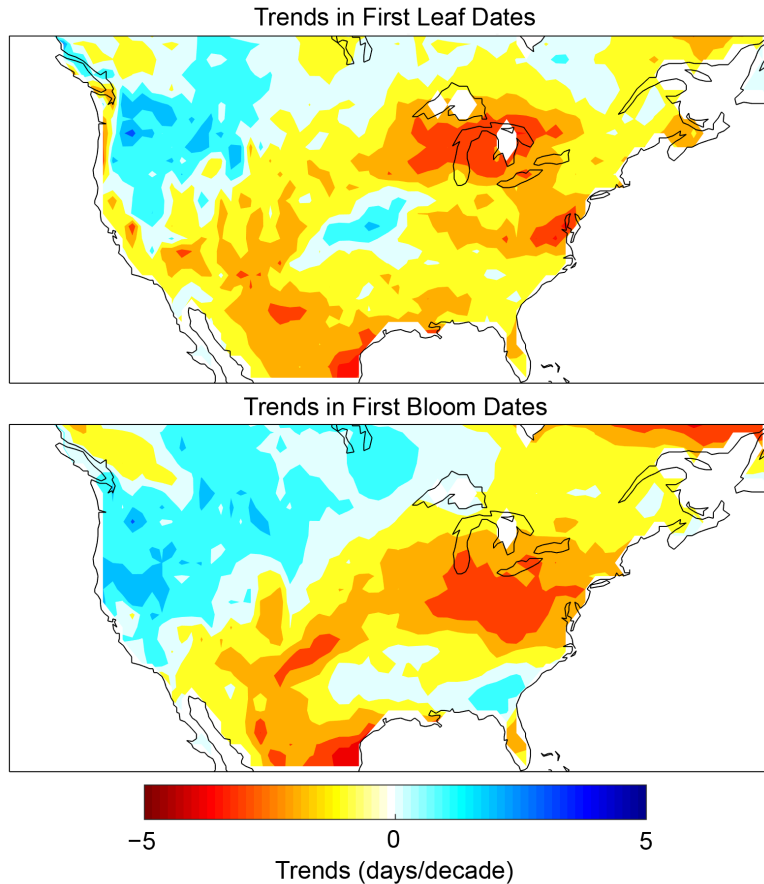 Trends in First Leaf Dates
Trends in First Bloom Dates
−5 0 5
Trends (days/decade)